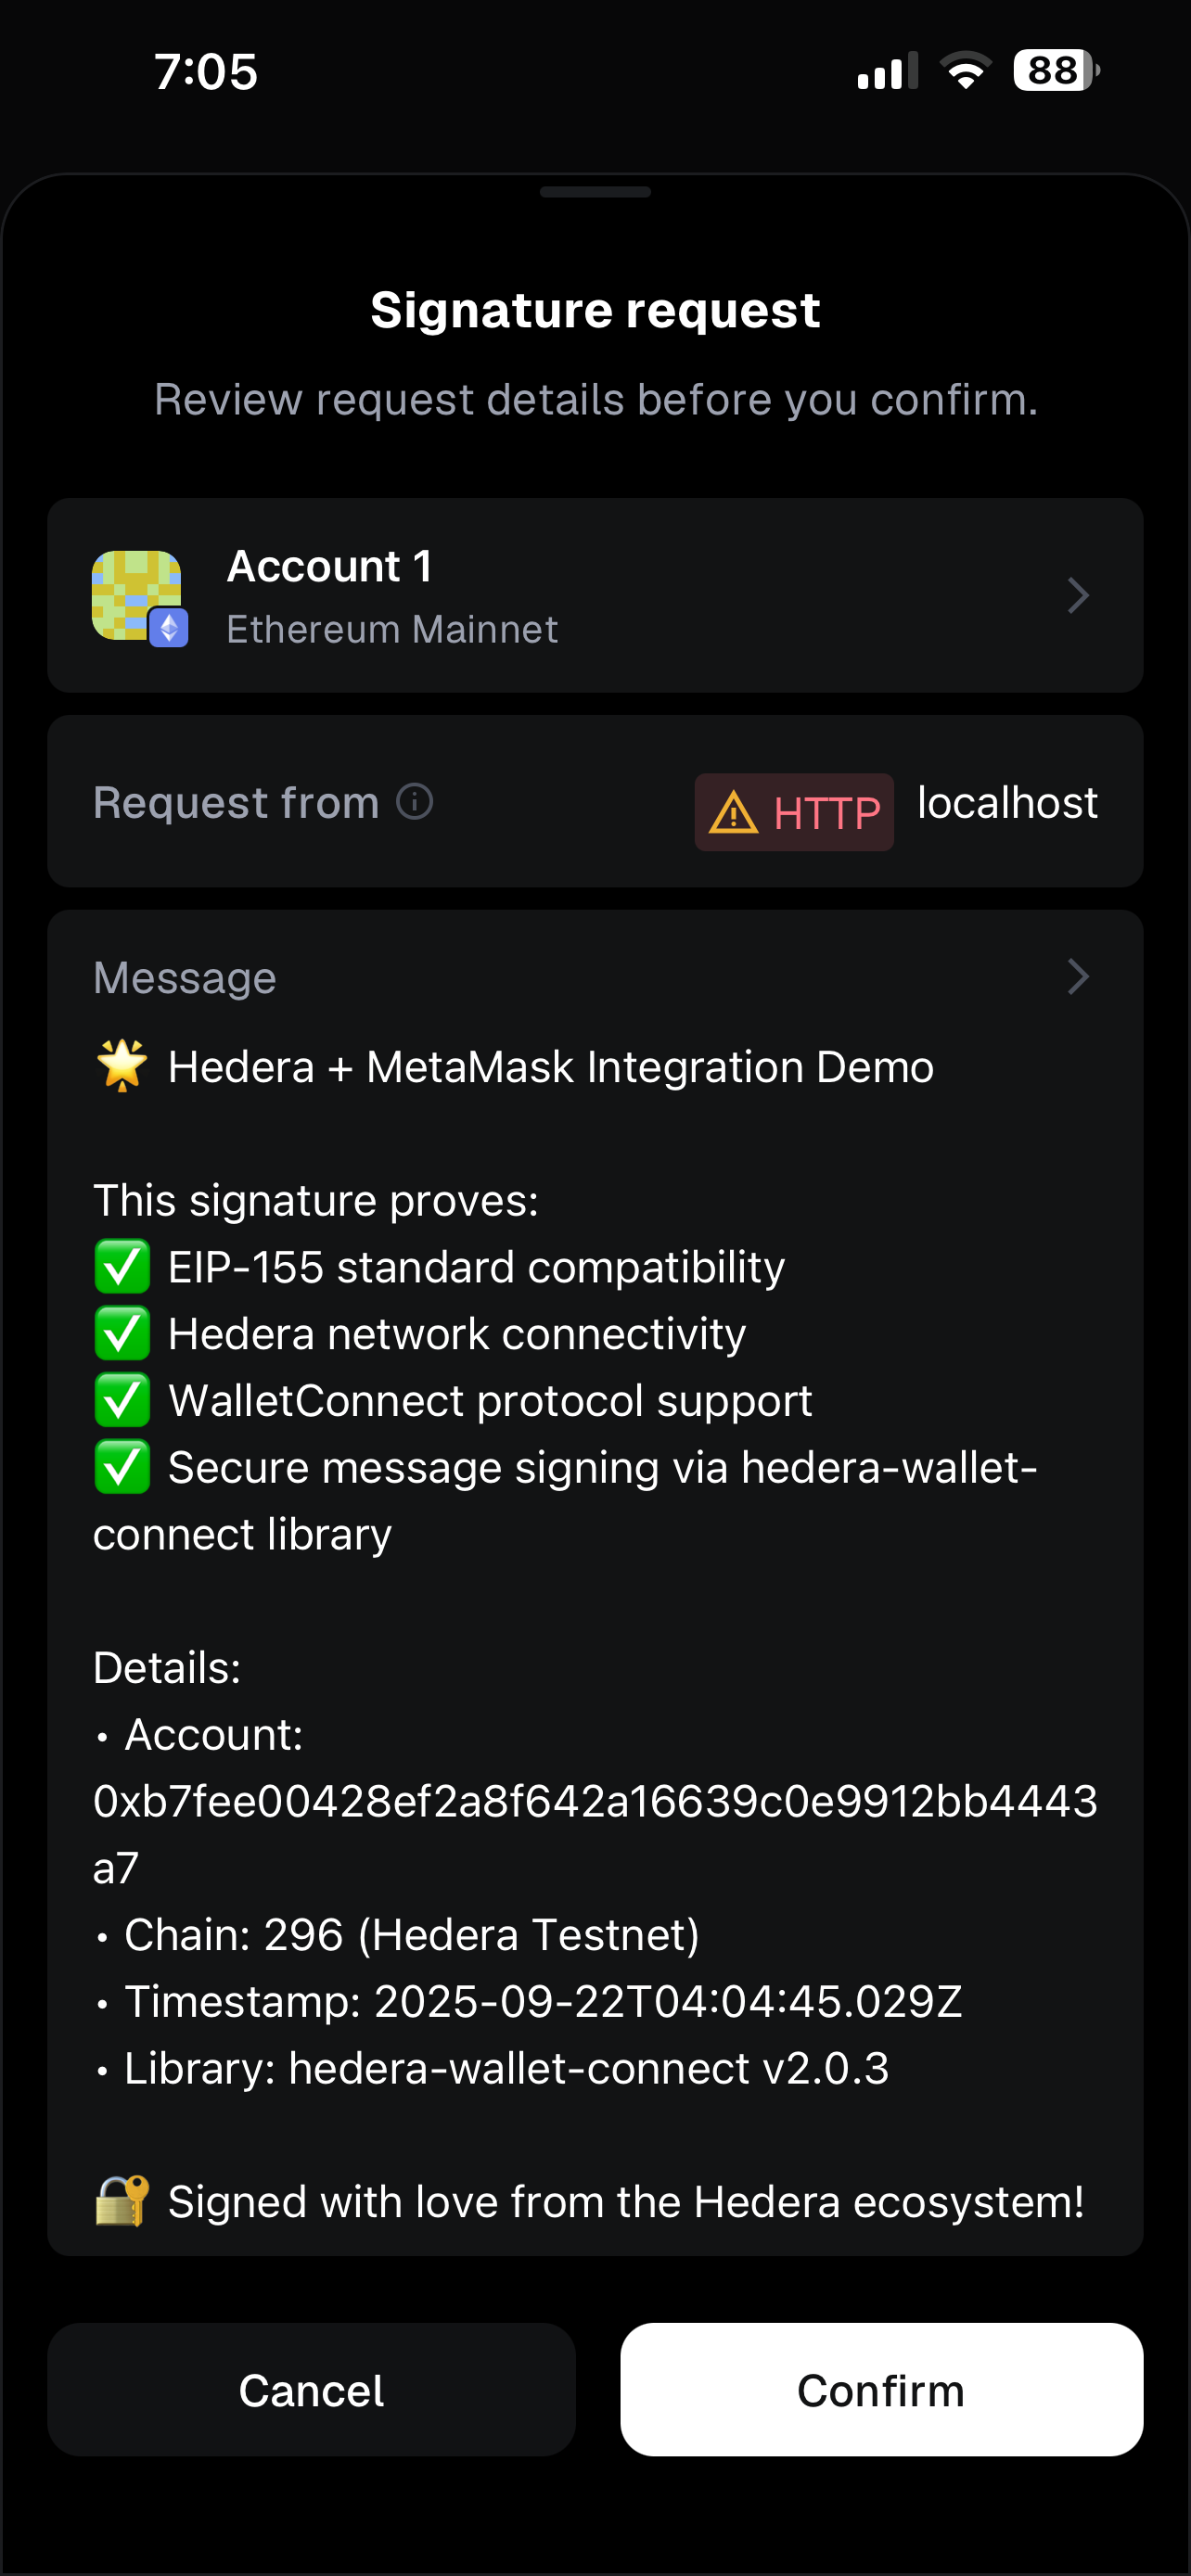 7:05
88
Signature request
Review request details before you confirm.
Account 1
Ethereum Mainnet
Request from
HTTP localhost
Message
🌟 Hedera + MetaMask Integration Demo
This signature proves:
✅ EIP-155 standard compatibility
✅ Hedera network connectivity
✅ WalletConnect protocol support
✅ Secure message signing via hedera-wallet-
connect library
Details:
• Account:
0xb7fee00428ef2a8f642a16639c0e9912bb4443
a7
• Chain: 296 (Hedera Testnet)
• Timestamp: 2025-09-22T04:04:45.029Z
• Library: hedera-wallet-connect v2.0.3
🔐 Signed with love from the Hedera ecosystem!
Cancel
Confirm